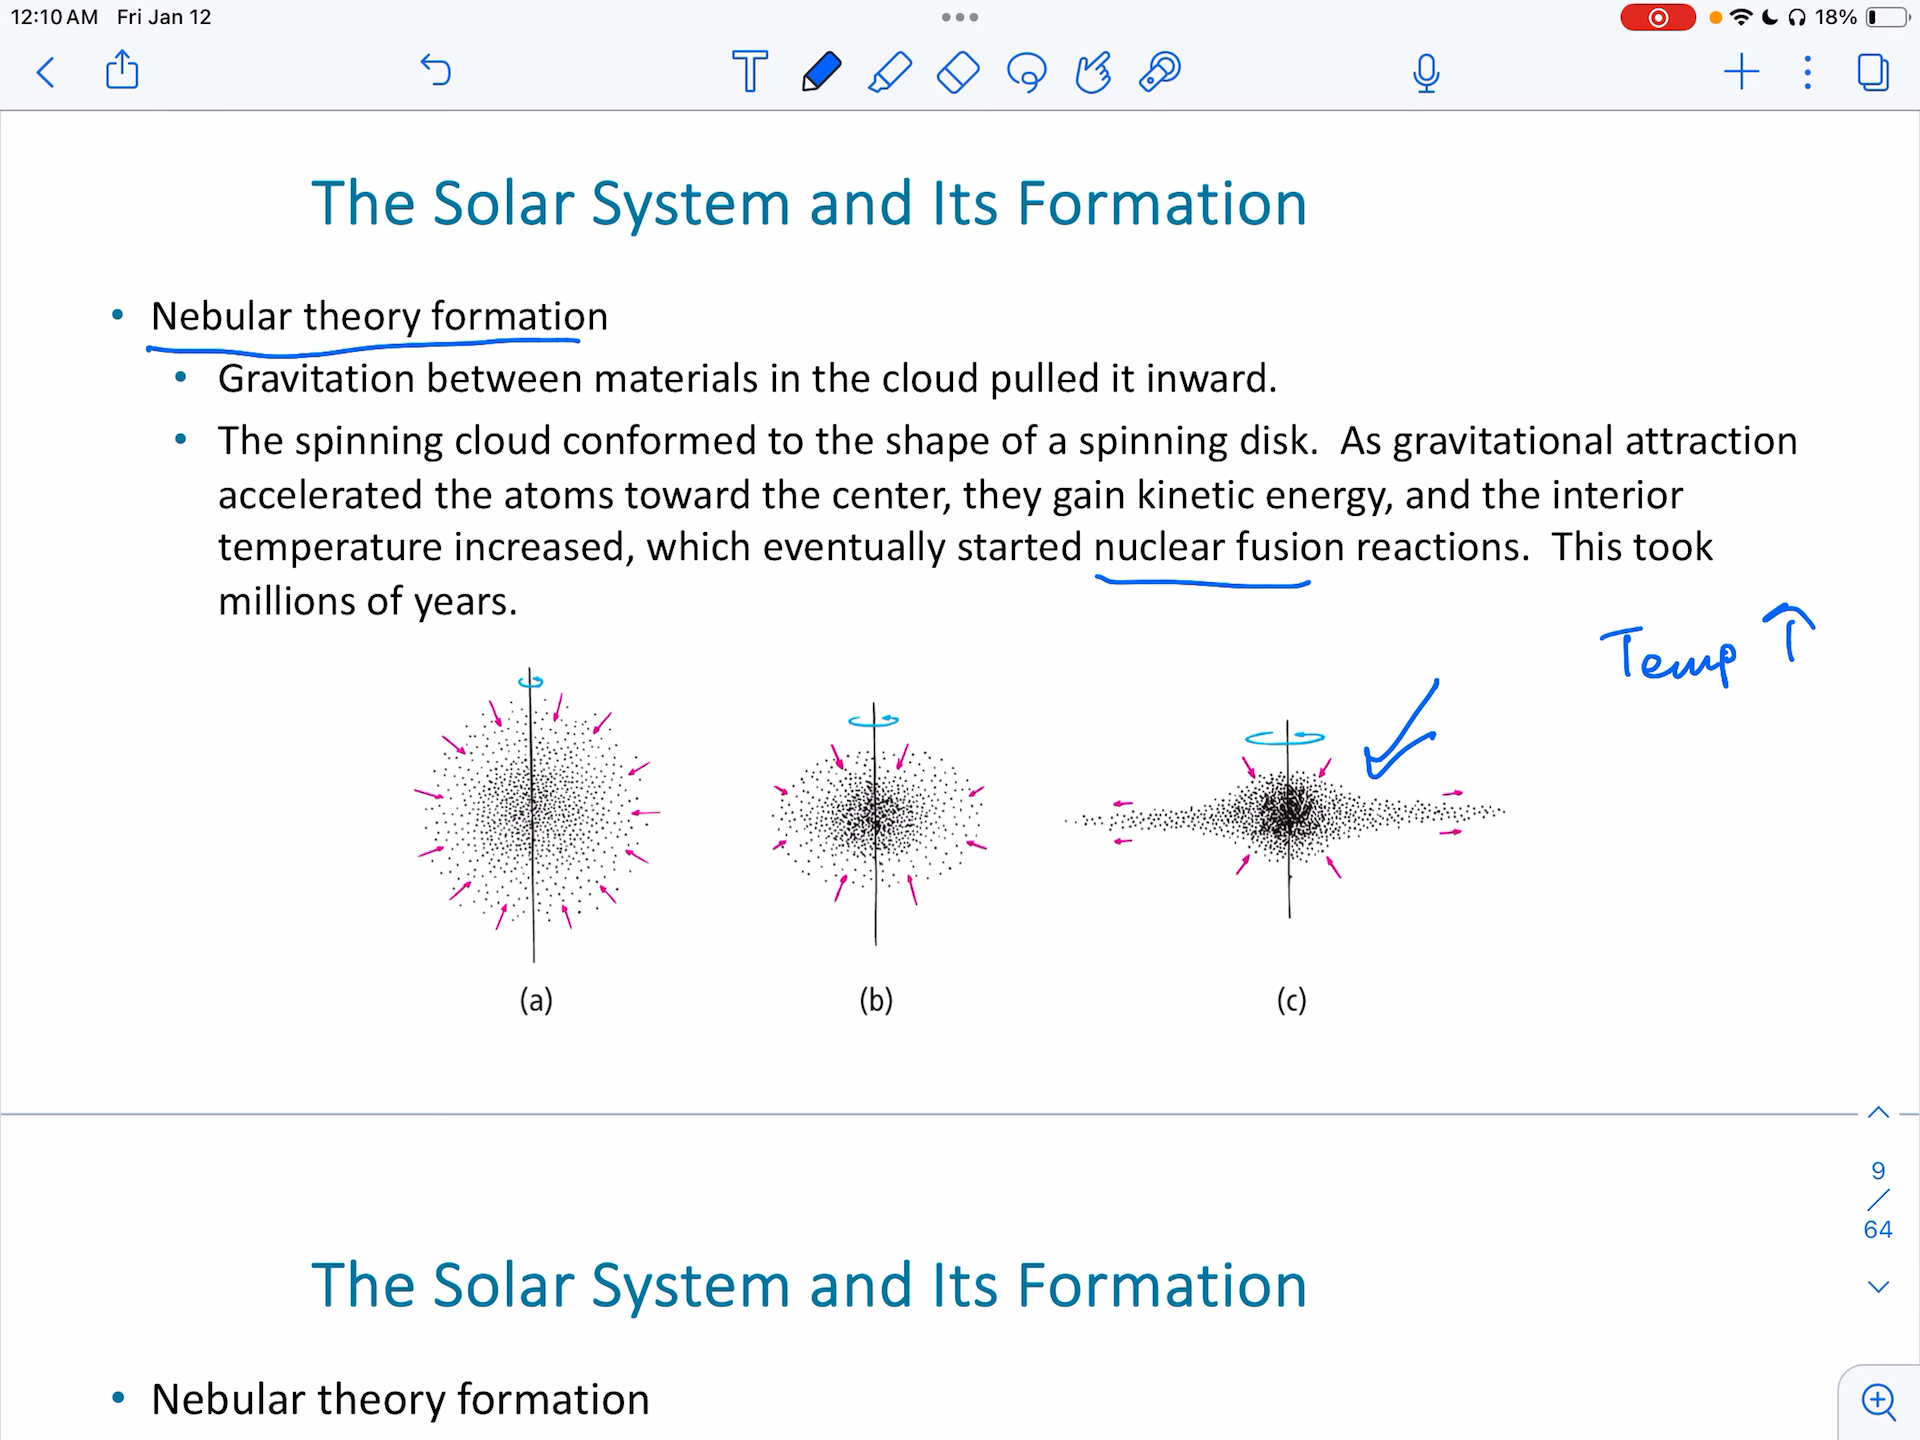 12:10 AM Fri Jan 12
18%
The Solar System and Its Formation
• Nebular theory formation
• Gravitation between materials in the cloud pulled it inward.
• The spinning cloud conformed to the shape of a spinning disk. As gravitational attraction
accelerated the atoms toward the center, they gain kinetic energy, and the interior
temperature increased, which eventually started nuclear fusion reactions. This took
millions of years.
Temp ↑
(a) (b) (c)
9
/
64
The Solar System and Its Formation
• Nebular theory formation